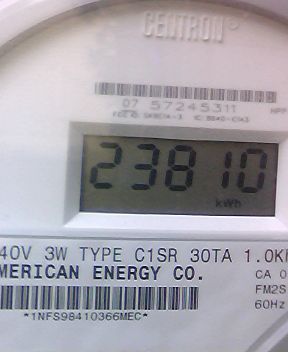 CENTRON®
07 57245311
23810
kWh
40V 3W TYPE C1SR 30TA 1.0K
MERICAN ENERGY CO.
CA 0
FM2S
60Hz
*1NFS98410366MEC*